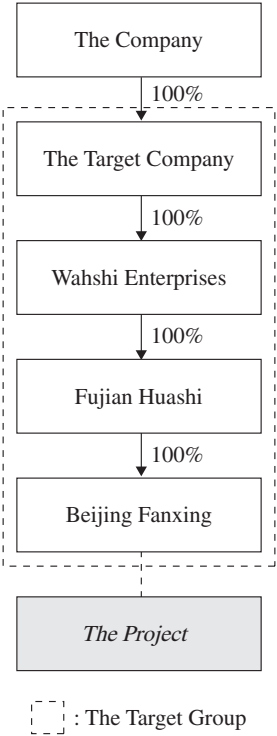 The Company
100%
The Target Company
100%
Wahshi Enterprises
100%
Fujian Huashi
100%
Beijing Fanxing
The Project
: The Target Group